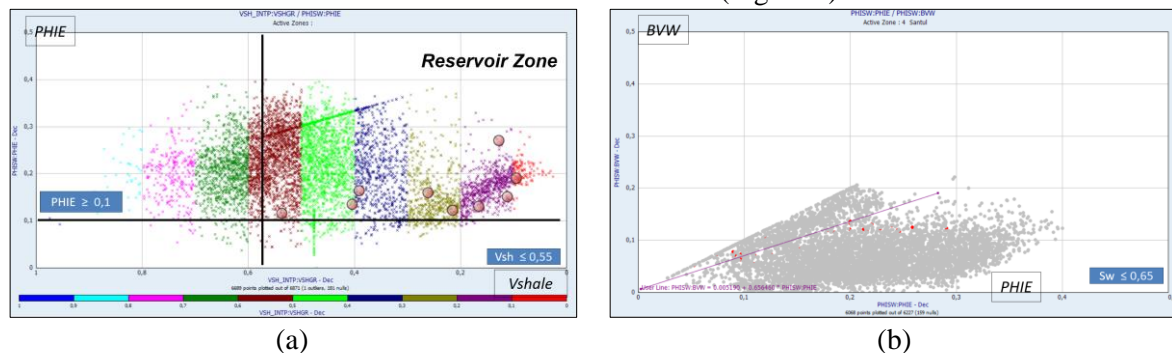 VSH_INTP:VSHGR - PHISW:PHIE
Active Zones :
PHIE
Reservoir Zone
0,5
0,4
0,3
0,2
0,1
0
PHISW:PHIE - Dec
PHIE ≥ 0,1
Vsh ≤ 0,55
Vshale
1
0,8
0,6
0,4
0,2
0
VSH_INTP:VSHGR - Dec
1
0,9
0,8
0,7
0,6
0,5
0,4
0,3
0,2
0,1
0
VSH_INTP:VSHGR - Dec
(a)
PHISW:PHIE / PHISW:BVW
Active Zone : 4 Santul
BVW
0,5
0,4
0,3
0,2
0,1
0
PHISW:BVW - Dec
Sw ≤ 0,65
PHIE
0,1
0,2
0,3
0,4
0,5
PHISW:PHIE - Dec
(b)